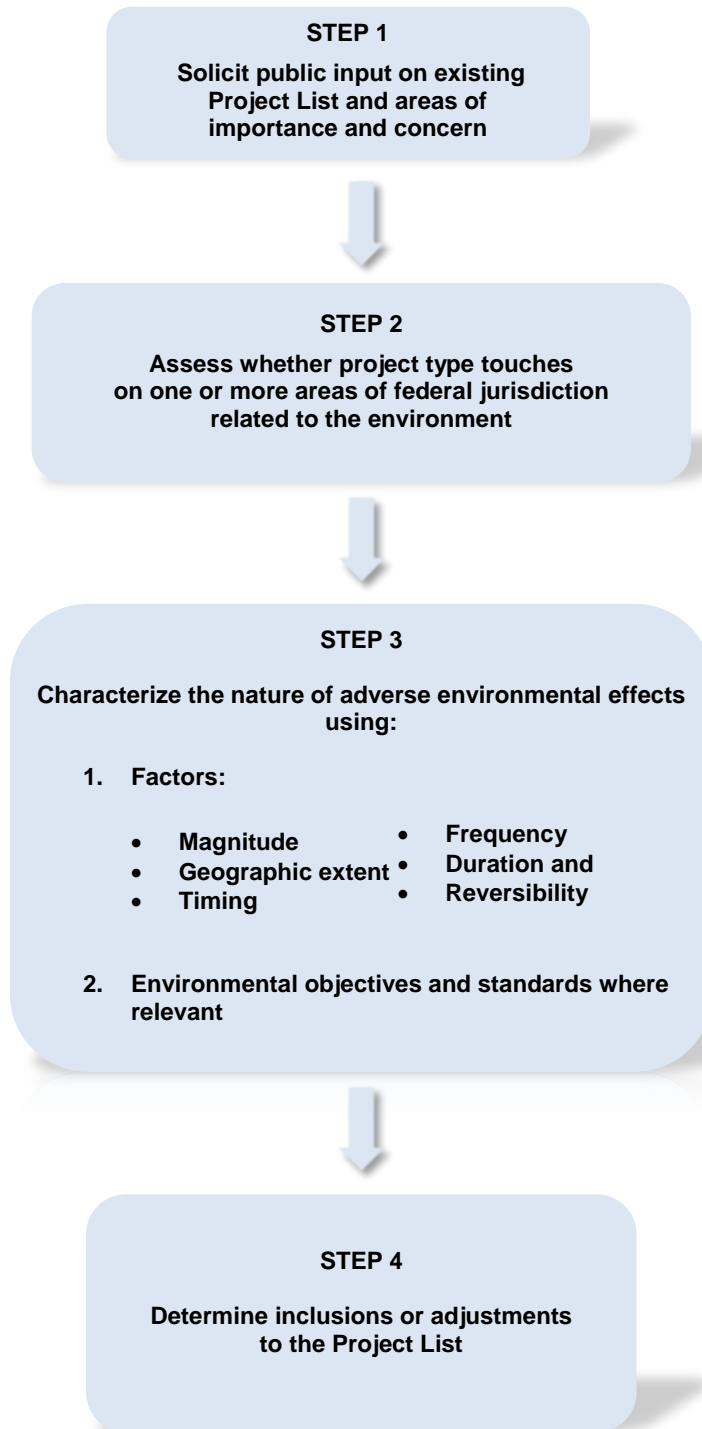 STEP 1
Solicit public input on existing
Project List and areas of
importance and concern
STEP 2
Assess whether project type touches
on one or more areas of federal jurisdiction
related to the environment
STEP 3
Characterize the nature of adverse environmental effects
using:
1. Factors:
• Magnitude
• Geographic extent
• Timing
• Frequency
• Duration and
• Reversibility
2. Environmental objectives and standards where
relevant
STEP 4
Determine inclusions or adjustments
to the Project List